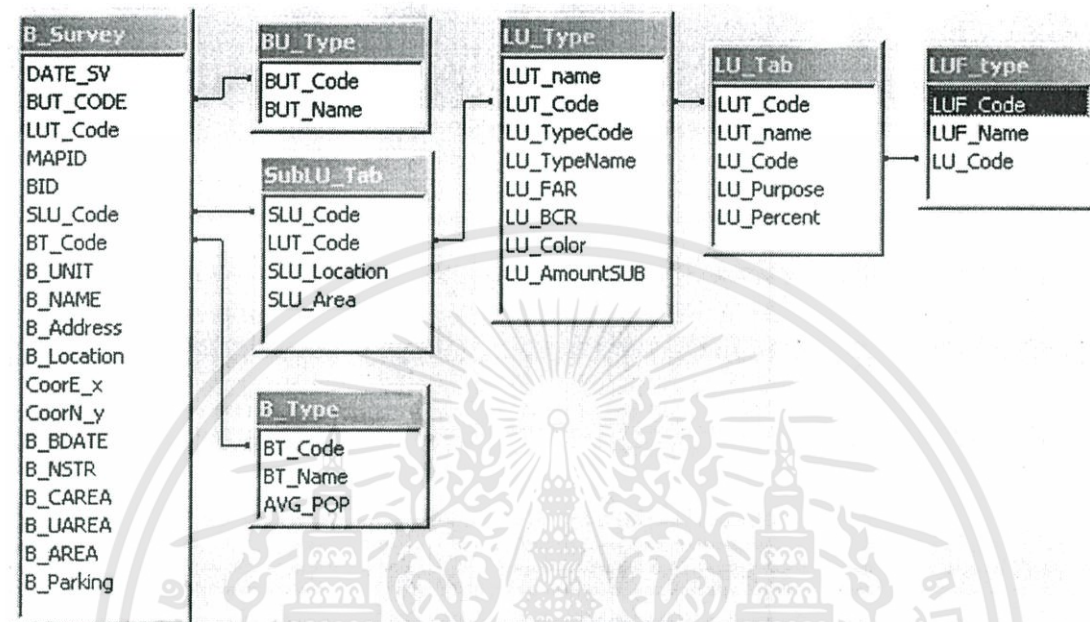 B_Survey
DATE_SV
BUT_CODE
LUT_Code
MAPID
BID
SLU_Code
BT_Code
B_UNIT
B_NAME
B_Address
B_Location
CoorE_x
CoorN_y
B_BDATE
B_NSTR
B_CAREA
B_UAREA
B_AREA
B_Parking
BU_Type
BUT_Code
BUT_Name
SubLU_Tab
SLU_Code
LUT_Code
SLU_Location
SLU_Area
B_Type
BT_Code
BT_Name
AVG_POP
LU_Type
LUT_name
LUT_Code
LU_TypeCode
LU_TypeName
LU_FAR
LU_BCR
LU_Color
LU_AmountSUB
LU_Tab
LUT_Code
LUT_name
LU_Code
LU_Purpose
LU_Percent
LUF_type
LUF_Code
LUF_Name
LU_Code